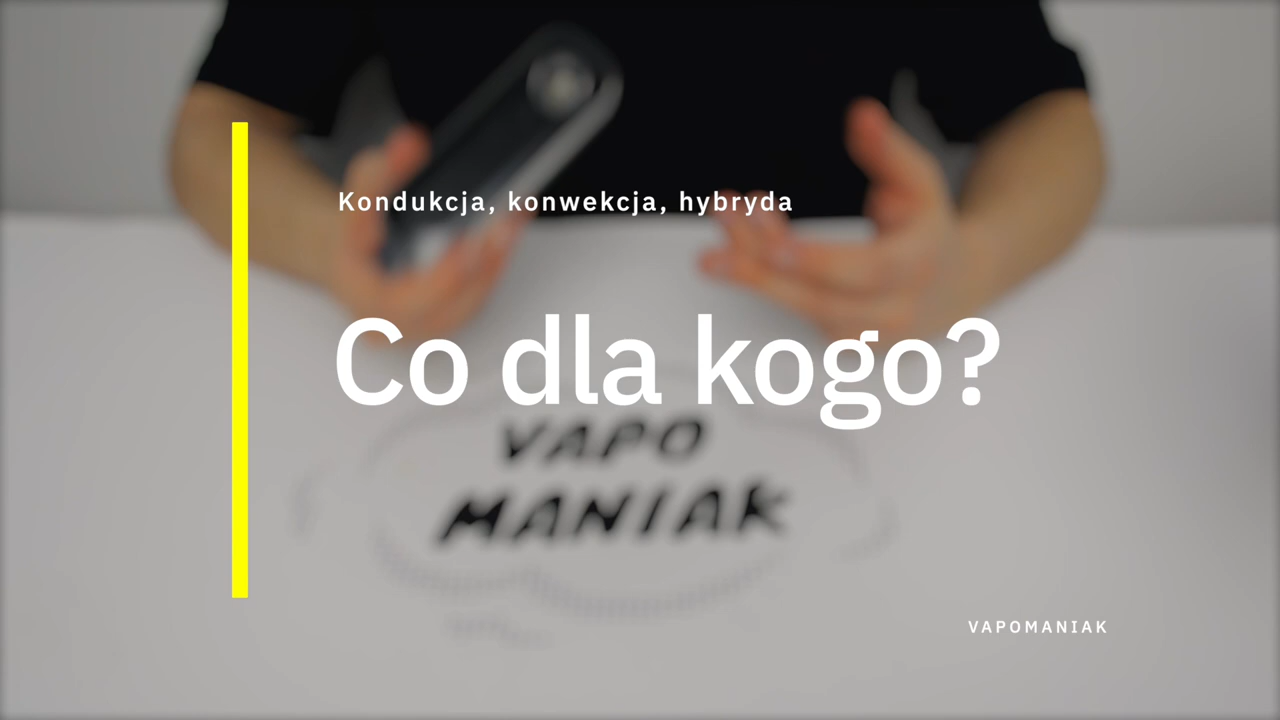 Kondukcja, konwekcja, hybryda
Co dla kogo?
VAPO
MANIAK
VAPOMANIAK